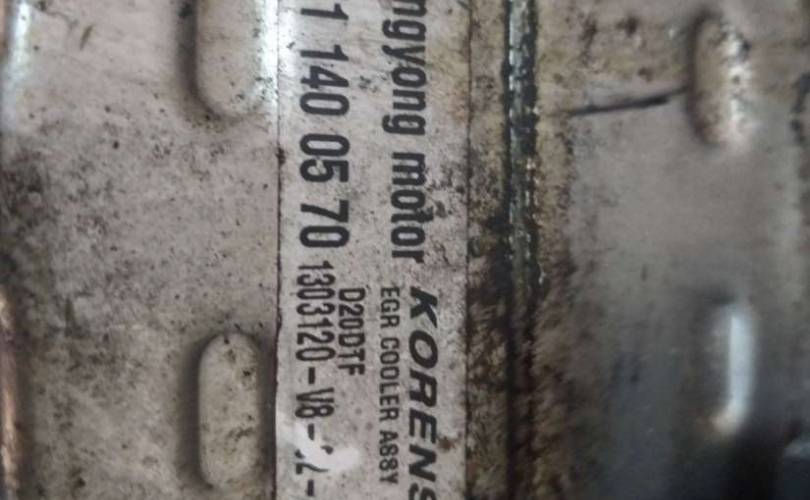 ngyong motor KORENS
EGR COOLER ASSY
D20DTF
1 140 05 70 1303120-V8-